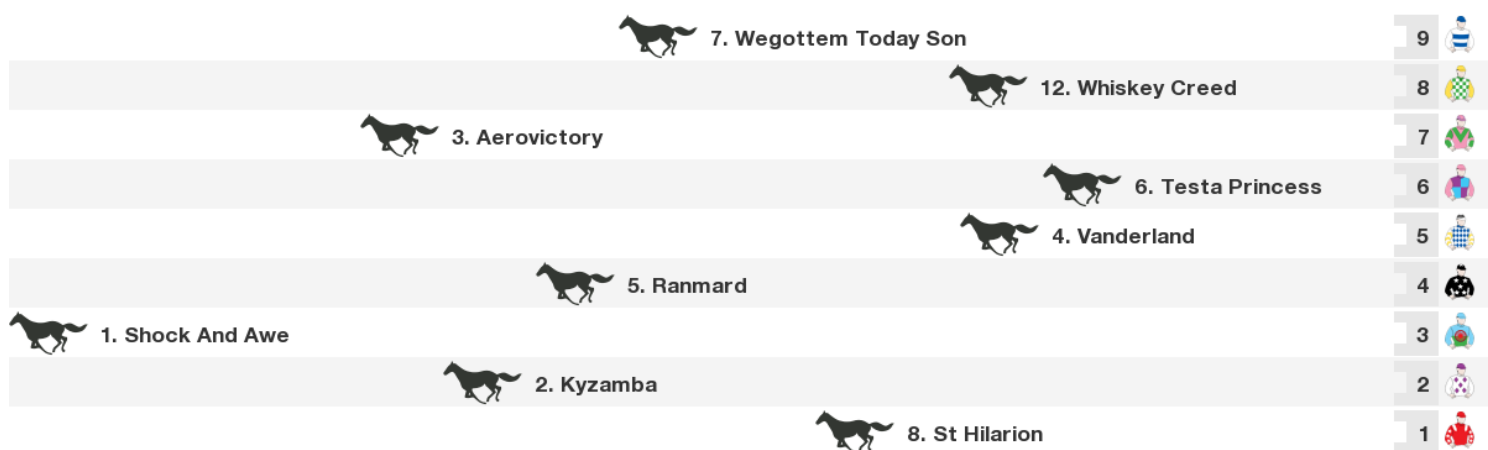 7. Wegottem Today Son 9
12. Whiskey Creed 8
3. Aerovictory 7
6. Testa Princess 6
4. Vanderland 5
5. Ranmard 4
1. Shock And Awe 3
2. Kyzamba 2
8. St Hilarion 1